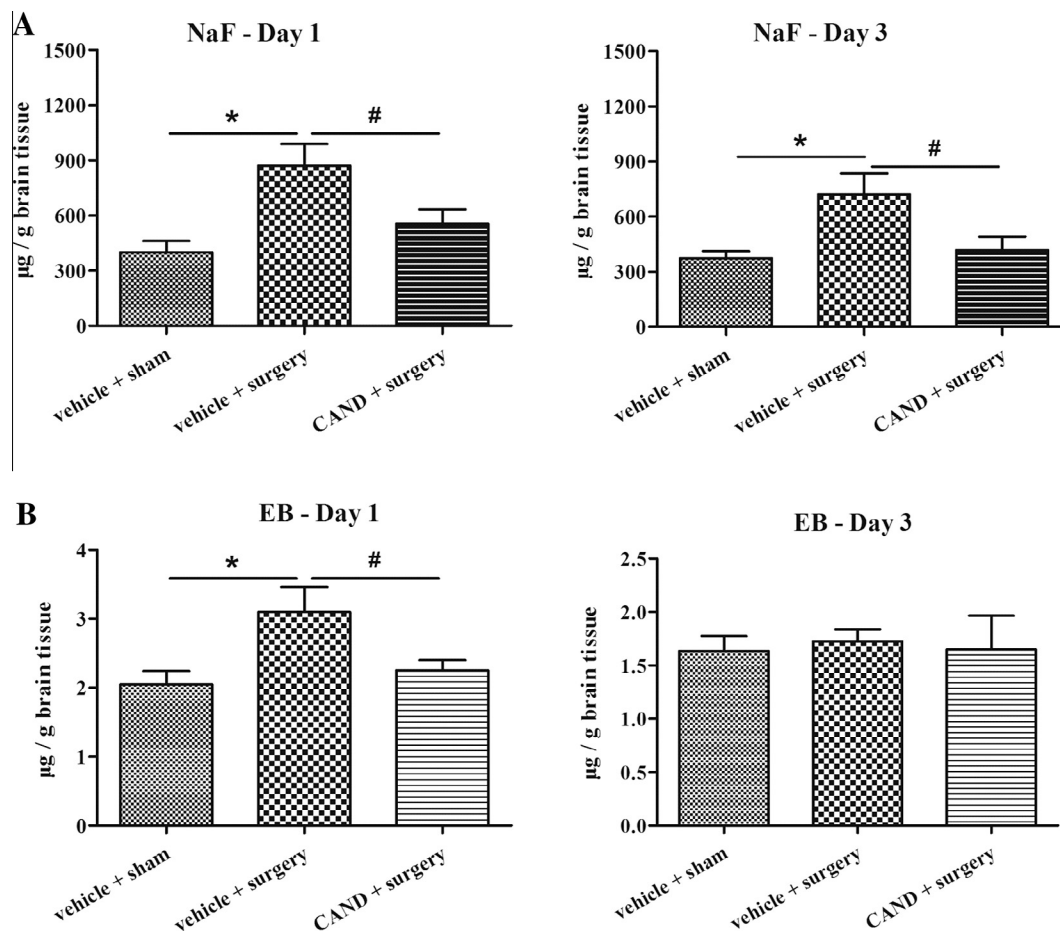 A
NaF - Day 1
µg / g brain tissue
1500
1200
900
600
300
0
*
#
vehicle + sham
vehicle + surgery
CAND + surgery
NaF - Day 3
µg / g brain tissue
1500
1200
900
600
300
0
*
#
vehicle + sham
vehicle + surgery
CAND + surgery
B
EB - Day 1
µg / g brain tissue
4
3
2
1
0
*
#
vehicle + sham
vehicle + surgery
CAND + surgery
EB - Day 3
µg / g brain tissue
2.5
2.0
1.5
1.0
0.5
0.0
vehicle + sham
vehicle + surgery
CAND + surgery